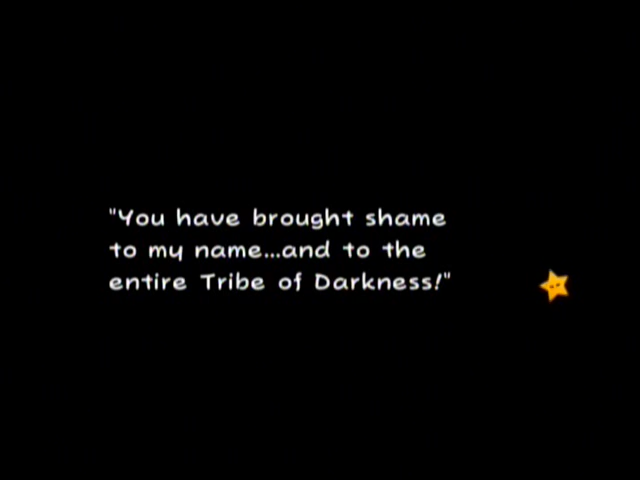 "You have brought shame
to my name...and to the
entire Tribe of Darkness!"